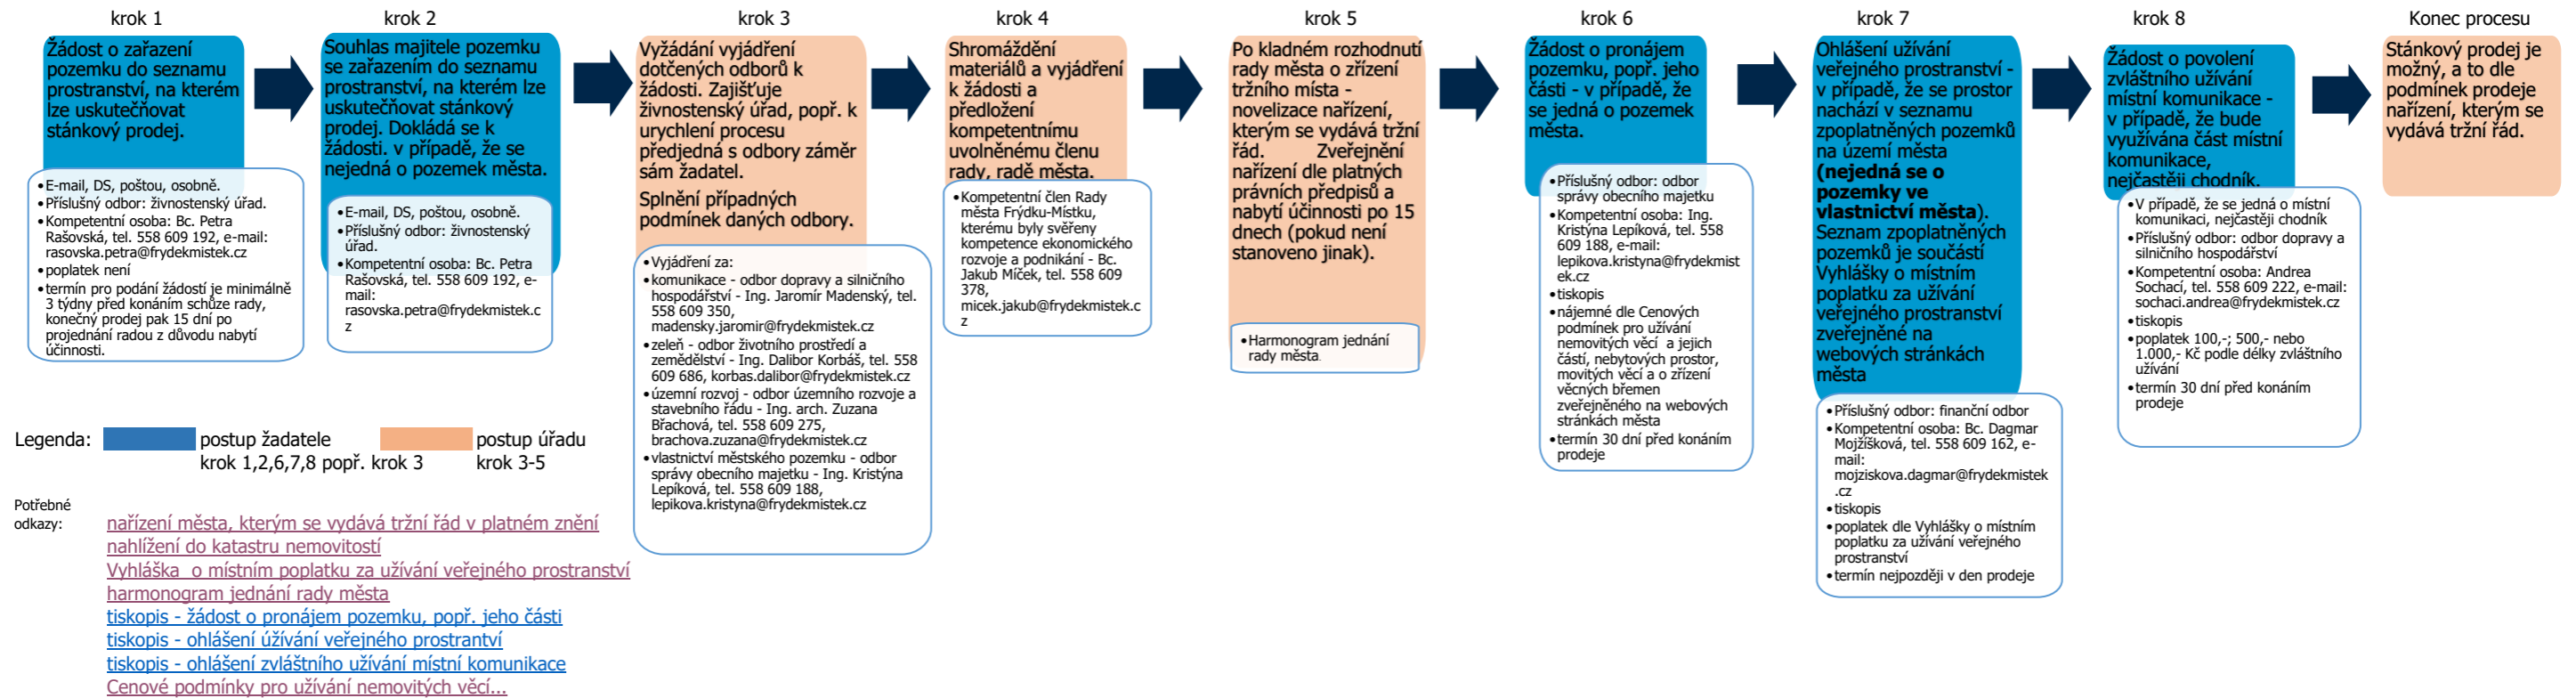 krok 1
Žádost o zařazení
pozemku do seznamu
prostranství, na kterém
lze uskutečňovat
stánkový prodej.
•E-mail, DS, poštou, osobně.
•Příslušný odbor: živnostenský úřad.
•Kompetentní osoba: Bc. Petra
Rašovská, tel. 558 609 192, e-mail:
rasovska.petra@frydekmistek.cz
•poplatek není
•termín pro podání žádostí je minimálně
3 týdny před konáním schůze rady,
konečný prodej pak 15 dní po
projednání radou z důvodu nabytí
účinnosti.
krok 2
Souhlas majitele pozemku
se zařazením do seznamu
prostranství, na kterém lze
uskutečňovat stánkový
prodej. Dokládá se k
žádosti. v případě, že se
nejedná o pozemek města.
•E-mail, DS, poštou, osobně.
•Příslušný odbor: živnostenský
úřad.
•Kompetentní osoba: Bc. Petra
Rašovská, tel. 558 609 192, e-
mail:
rasovska.petra@frydekmistek.c
z
krok 3
Vyžádání vyjádření
dotčených odborů k
žádosti. Zajišťuje
živnostenský úřad, popř. k
urychlení procesu
předjedná s odbory záměr
sám žadatel.
Splnění případných
podmínek daných odbory.
•Vyjádření za:
•komunikace - odbor dopravy a silničního
hospodářství - Ing. Jaromír Madenský, tel.
558 609 350,
madensky.jaromir@frydekmistek.cz
•zeleň - odbor životního prostředí a
zemědělství - Ing. Dalibor Korbáš, tel. 558
609 686, korbas.dalibor@frydekmistek.cz
•územní rozvoj - odbor územního rozvoje a
stavebního řádu - Ing. arch. Zuzana
Břachová, tel. 558 609 275,
brachova.zuzana@frydekmistek.cz
•vlastnictví městského pozemku - odbor
správy obecního majetku - Ing. Kristýna
Lepíková, tel. 558 609 188,
lepikova.kristyna@frydekmistek.cz
krok 4
Shromáždění
materiálů a vyjádření
k žádosti a
předložení
kompetentnímu
uvolněnému členu
rady, radě města.
•Kompetentní člen Rady
města Frýdku-Místku,
kterému byly svěřeny
kompetence ekonomického
rozvoje a podnikání - Bc.
Jakub Míček, tel. 558 609
378,
micek.jakub@frydekmistek.c
z
krok 5
Po kladném rozhodnutí
rady města o zřízení
tržního místa -
novelizace nařízení,
kterým se vydává tržní
řád. Zveřejnění
nařízení dle platných
právních předpisů a
nabytí účinnosti po 15
dnech (pokud není
stanoveno jinak).
•Harmonogram jednání
rady města.
krok 6
Žádost o pronájem
pozemku, popř. jeho
části - v případě, že
se jedná o pozemek
města.
•Příslušný odbor: odbor
správy obecního majetku
•Kompetentní osoba: Ing.
Kristýna Lepíková, tel. 558
609 188, e-mail:
lepikova.kristyna@frydekmist
ek.cz
•tiskopis
•nájemné dle Cenových
podmínek pro užívání
nemovitých věcí a jejich
částí, nebytových prostor,
movitých věcí a o zřízení
věcných břemen
zveřejněného na webových
stránkách města
•termín 30 dní před konáním
prodeje
krok 7
Ohlášení užívání
veřejného prostranství -
v případě, že se prostor
nachází v seznamu
zpoplatněných pozemků
na území města
(nejedná se o
pozemky ve
vlastnictví města).
Seznam zpoplatněných
pozemků je součástí
Vyhlášky o místním
poplatku za užívání
veřejného prostranství
zveřejněné na
webových stránkách
města
•Příslušný odbor: finanční odbor
•Kompetentní osoba: Bc. Dagmar
Mojžíšková, tel. 558 609 162, e-
mail:
mojziskova.dagmar@frydekmistek
.cz
•tiskopis
•poplatek dle Vyhlášky o místním
poplatku za užívání veřejného
prostranství
•termín nejpozději v den prodeje
krok 8
Žádost o povolení
zvláštního užívání
místní komunikace -
v případě, že bude
využívána část místní
komunikace,
nejčastěji chodník.
•V případě, že se jedná o místní
komunikaci, nejčastěji chodník
•Příslušný odbor: odbor dopravy a
silničního hospodářství
•Kompetentní osoba: Andrea
Sochací, tel. 558 609 222, e-mail:
sochaci.andrea@frydekmistek.cz
•tiskopis
•poplatek 100,-; 500,- nebo
1.000,- Kč podle délky zvláštního
užívání
•termín 30 dní před konáním
prodeje
Konec procesu
Stánkový prodej je
možný, a to dle
podmínek prodeje
nařízení, kterým se
vydává tržní řád.
Legenda: postup žadatele postup úřadu
krok 1,2,6,7,8 popř. krok 3 krok 3-5
Potřebné
odkazy:
nařízení města, kterým se vydává tržní řád v platném znění
nahlížení do katastru nemovitostí
Vyhláška o místním poplatku za užívání veřejného prostranství
harmonogram jednání rady města
tiskopis - žádost o pronájem pozemku, popř. jeho části
tiskopis - ohlášení úžívání veřejného prostrantví
tiskopis - ohlášení zvláštního užívání místní komunikace
Cenové podmínky pro užívání nemovitých věcí...